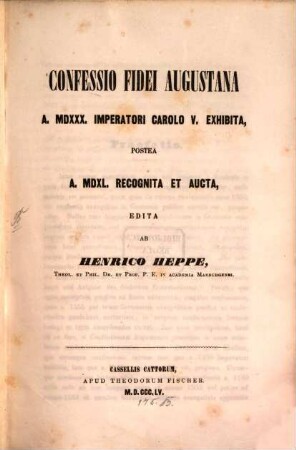 CONFESSIO FIDEI AUGUSTANA
A. MDXXX. IMPERATORI CAROLO V. EXHIBITA,
POSTEA
A. MDXL. RECOGNITA ET AUCTA,
EDITA
AB
HENRICO HEPPE,
THEOL. ET PHIL. DR. ET PROF. P. E. IN ACADEMIA MARBURGENSI.
CASSELLIS CATTORUM,
APUD THEODORUM FISCHER.
M.D.CCC.LV.